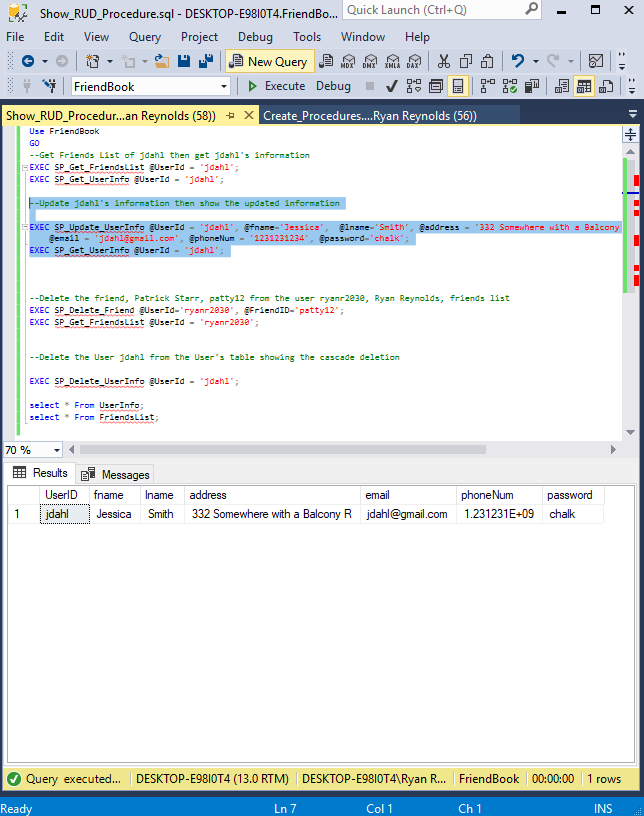 Show_RUD_Procedure.sql - DESKTOP-E98I0T4.FriendBo...
Quick Launch (Ctrl+Q)
File Edit View Query Project Debug Tools Window Help
New Query MDX DMX XMLA DAX
FriendBook Execute Debug
Show_RUD_Procedur...an Reynolds (58)) Create_Procedures....Ryan Reynolds (56))
Use FriendBook
GO
--Get Friends List of jdahl then get jdahl's information
EXEC SP_Get_FriendsList @UserId = 'jdahl';
EXEC SP_Get_UserInfo @UserId = 'jdahl';
--Update jdahl's information then show the updated information
EXEC SP_Update_UserInfo @UserId = 'jdahl', @fname='Jessica', @lname='Smith', @address = '332 Somewhere with a Balcony
@email = 'jdahl@gmail.com', @phoneNum = '1231231234', @password='chalk';
EXEC SP_Get_UserInfo @UserId = 'jdahl';
--Delete the friend, Patrick Starr, patty12 from the user ryanr2030, Ryan Reynolds, friends list
EXEC SP_Delete_Friend @UserId='ryanr2030', @FriendID='patty12';
EXEC SP_Get_FriendsList @UserId = 'ryanr2030';
--Delete the User jdahl from the User's table showing the cascade deletion
EXEC SP_Delete_UserInfo @UserId = 'jdahl';
select * From UserInfo;
select * From FriendsList;
70 %
Results Messages
UserID fname lname address email phoneNum password
1 jdahl Jessica Smith 332 Somewhere with a Balcony R jdahl@gmail.com 1.231231E+09 chalk
Query executed... DESKTOP-E98I0T4 (13.0 RTM) DESKTOP-E98I0T4\Ryan R... FriendBook 00:00:00 1 rows
Ready Ln 7 Col 1 Ch 1 INS